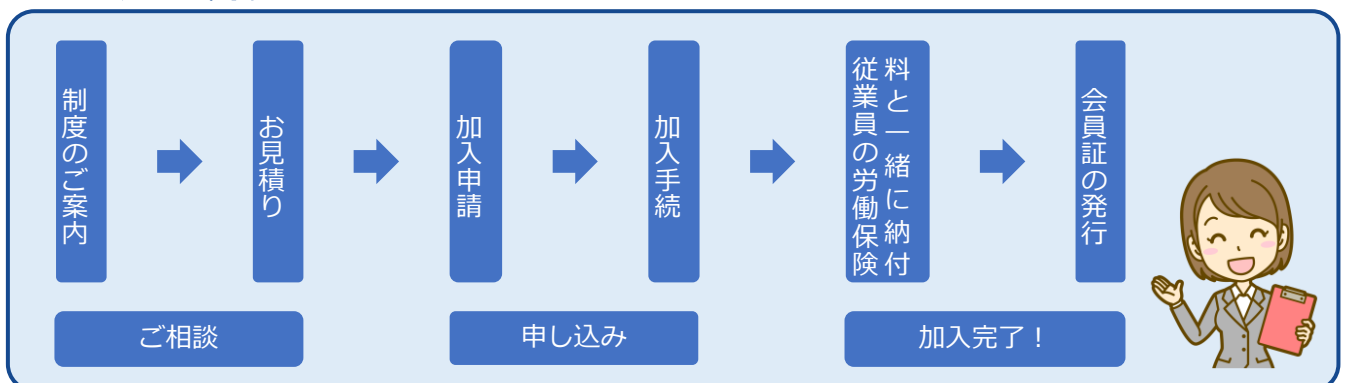 制度のご案内
お見積り
加入申請
加入手続
料と一緒に納付
従業員の労働保険
会員証の発行
ご相談
申し込み
加入完了！